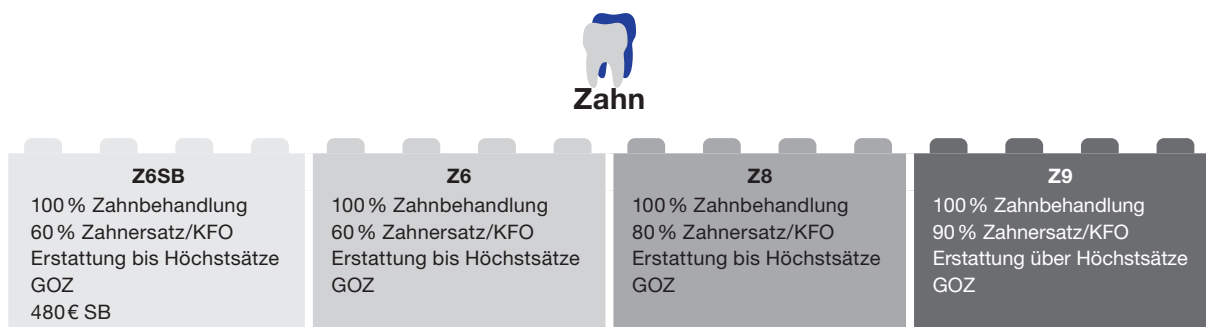 Zahn
Z6SB
100 % Zahnbehandlung
60 % Zahnersatz/KFO
Erstattung bis Höchstsätze
GOZ
480 € SB
Z6
100 % Zahnbehandlung
60 % Zahnersatz/KFO
Erstattung bis Höchstsätze
GOZ
Z8
100 % Zahnbehandlung
80 % Zahnersatz/KFO
Erstattung bis Höchstsätze
GOZ
Z9
100 % Zahnbehandlung
90 % Zahnersatz/KFO
Erstattung über Höchstsätze
GOZ